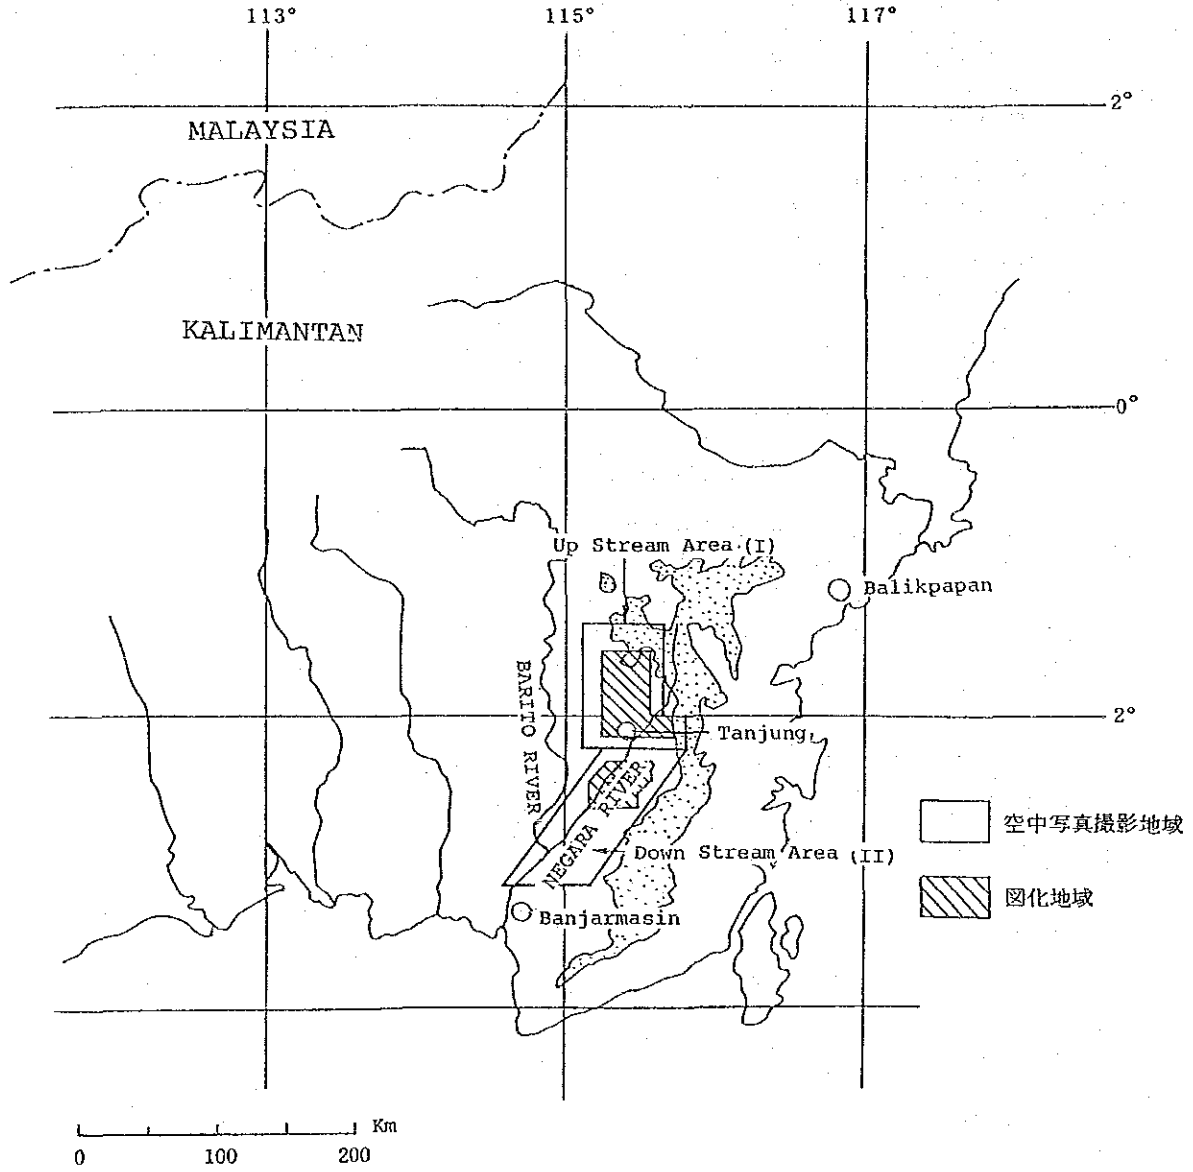 113°
115°
117°
2°
MALAYSIA
KALIMANTAN
0°
Up Stream Area (I)
Balikpapan
BARITO RIVER
2°
Tanjung
NEGARA RIVER
空中写真撮影地域
Down Stream Area (II)
図化地域
Banjarmasin
Km
0 100 200